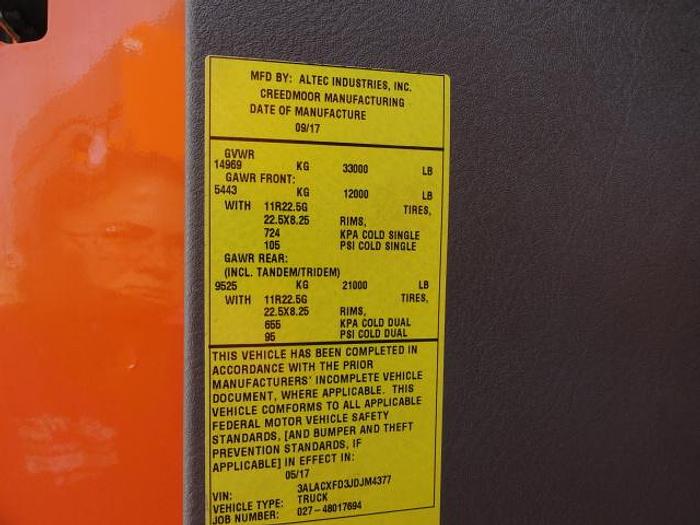 MFD BY: ALTEC INDUSTRIES, INC.
CREEDMOOR MANUFACTURING
DATE OF MANUFACTURE
09/17
GVWR
14969 KG 33000 LB
GAWR FRONT:
5443 KG 12000 LB
WITH 11R22.5G TIRES,
22.5X8.25 RIMS,
724 KPA COLD SINGLE
105 PSI COLD SINGLE
GAWR REAR:
(INCL. TANDEM/TRIDEM)
9525 KG 21000 LB
WITH 11R22.5G TIRES,
22.5X8.25 RIMS,
655 KPA COLD DUAL
95 PSI COLD DUAL
THIS VEHICLE HAS BEEN COMPLETED IN
ACCORDANCE WITH THE PRIOR
MANUFACTURERS' INCOMPLETE VEHICLE
DOCUMENT, WHERE APPLICABLE. THIS
VEHICLE COMFORMS TO ALL APPLICABLE
FEDERAL MOTOR VEHICLE SAFETY
STANDARDS, [AND BUMPER AND THEFT
PREVENTION STANDARDS, IF
APPLICABLE] IN EFFECT IN:
05/17
VIN: 3ALACXFD3JDJM4377
VEHICLE TYPE: TRUCK
JOB NUMBER: 027-48017694